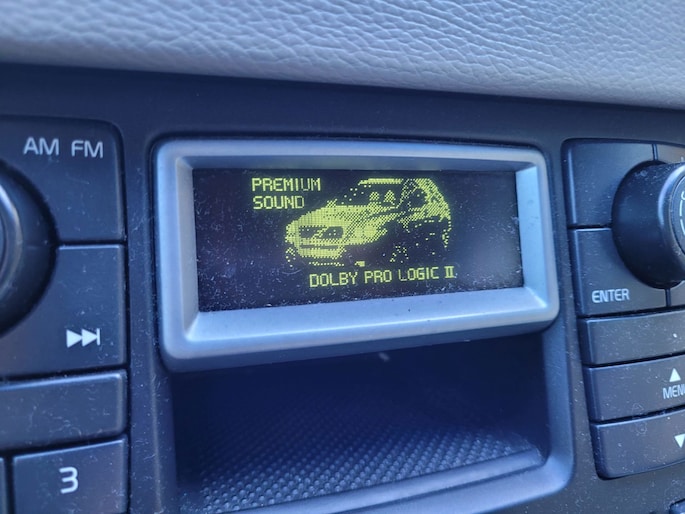 AM FM
PREMIUM
SOUND
DOLBY PRO LOGIC II
ENTER
MENU
3